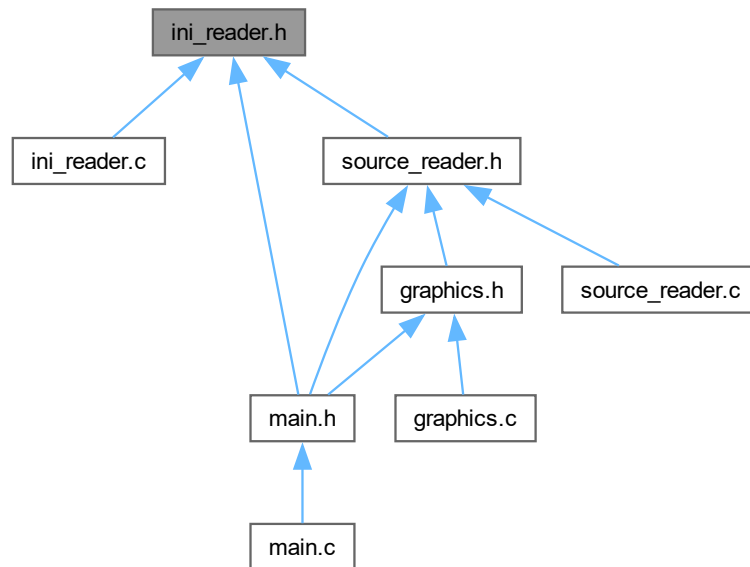 ini_reader.h
ini_reader.c
source_reader.h
graphics.h
source_reader.c
main.h
graphics.c
main.c